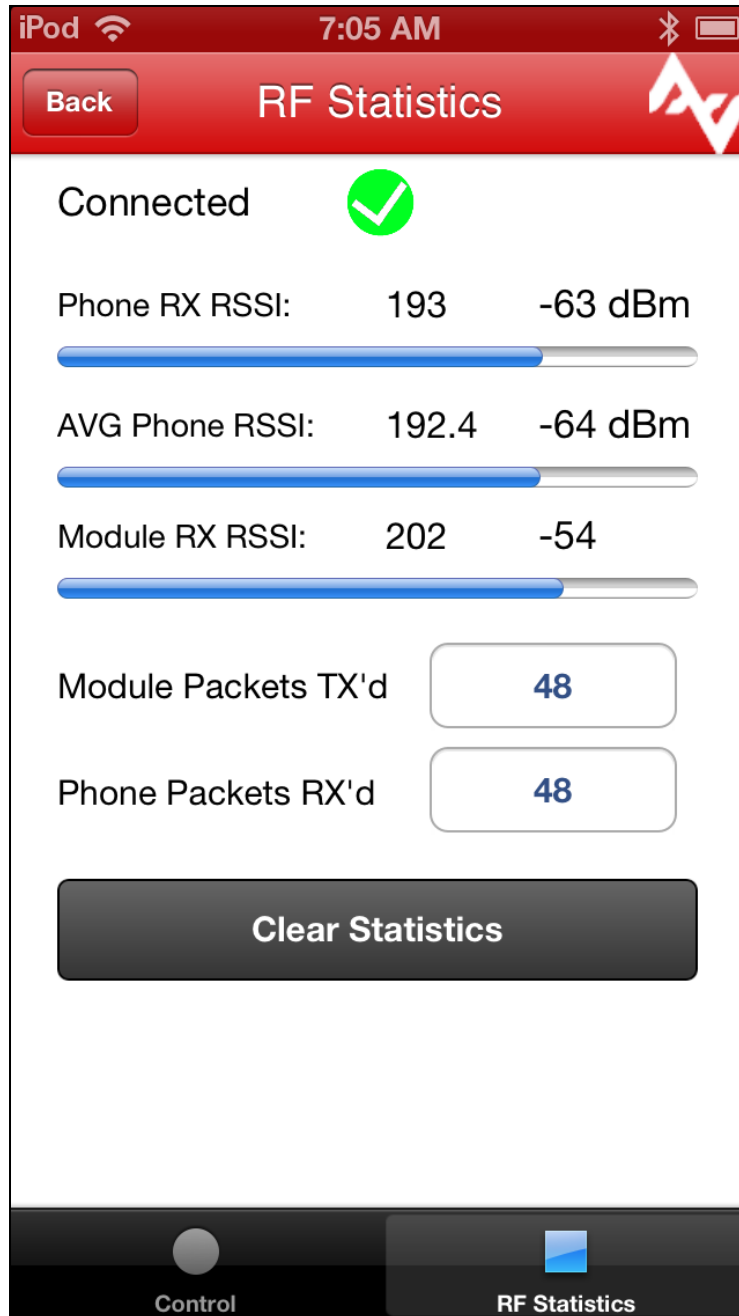 iPod 7:05 AM
Back RF Statistics
Connected
Phone RX RSSI: 193 -63 dBm
AVG Phone RSSI: 192.4 -64 dBm
Module RX RSSI: 202 -54
Module Packets TX'd 48
Phone Packets RX'd 48
Clear Statistics
Control RF Statistics